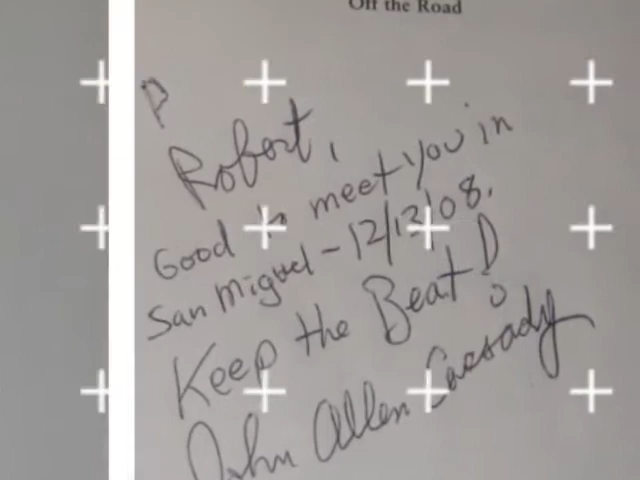 Off the Road
Robert,
Good to meet you in
San Miguel - 12/12/08.
Keep the Beat!
John Allen Cassady